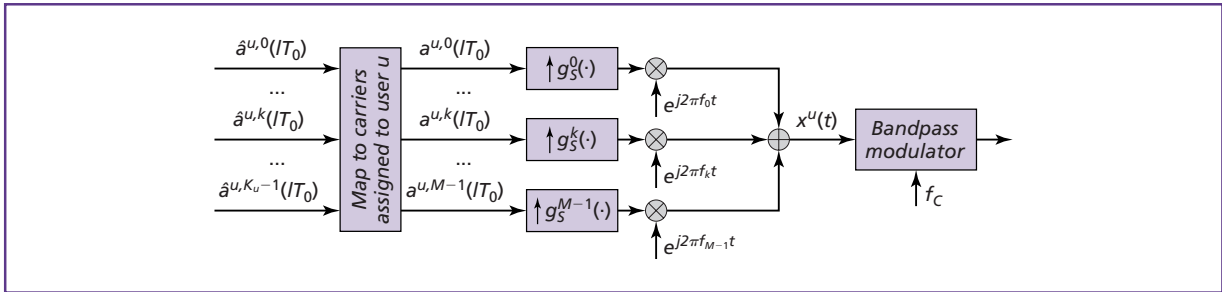 â^{u,0}(lT_0)
a^{u,0}(lT_0)
↑ g_S^0(·)
e^{j2πf_0t}
...
...
â^{u,k}(lT_0)
Map to carriers
assigned to user u
a^{u,k}(lT_0)
↑ g_S^k(·)
e^{j2πf_kt}
x^u(t)
Bandpass
modulator
f_C
...
...
â^{u,K_u−1}(lT_0)
a^{u,M−1}(lT_0)
↑ g_S^{M−1}(·)
e^{j2πf_{M−1}t}